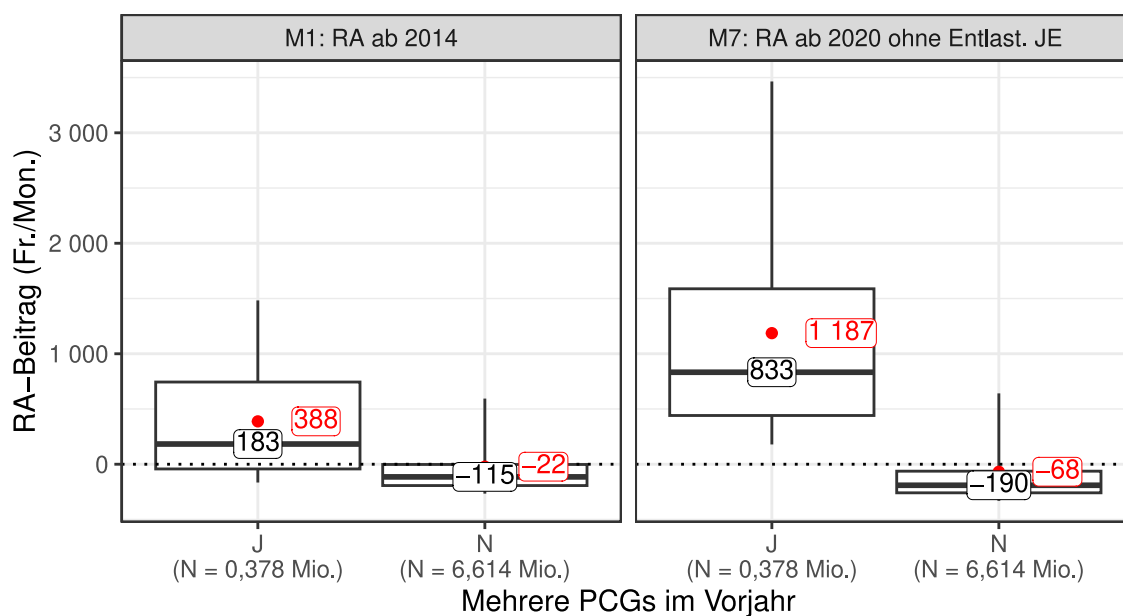 M1: RA ab 2014
M7: RA ab 2020 ohne Entlast. JE
RA−Beitrag (Fr./Mon.)
3 000
2 000
1 000
0
388
183
−22
−115
1 187
833
−68
−190
J
(N = 0,378 Mio.)
N
(N = 6,614 Mio.)
J
(N = 0,378 Mio.)
N
(N = 6,614 Mio.)
Mehrere PCGs im Vorjahr